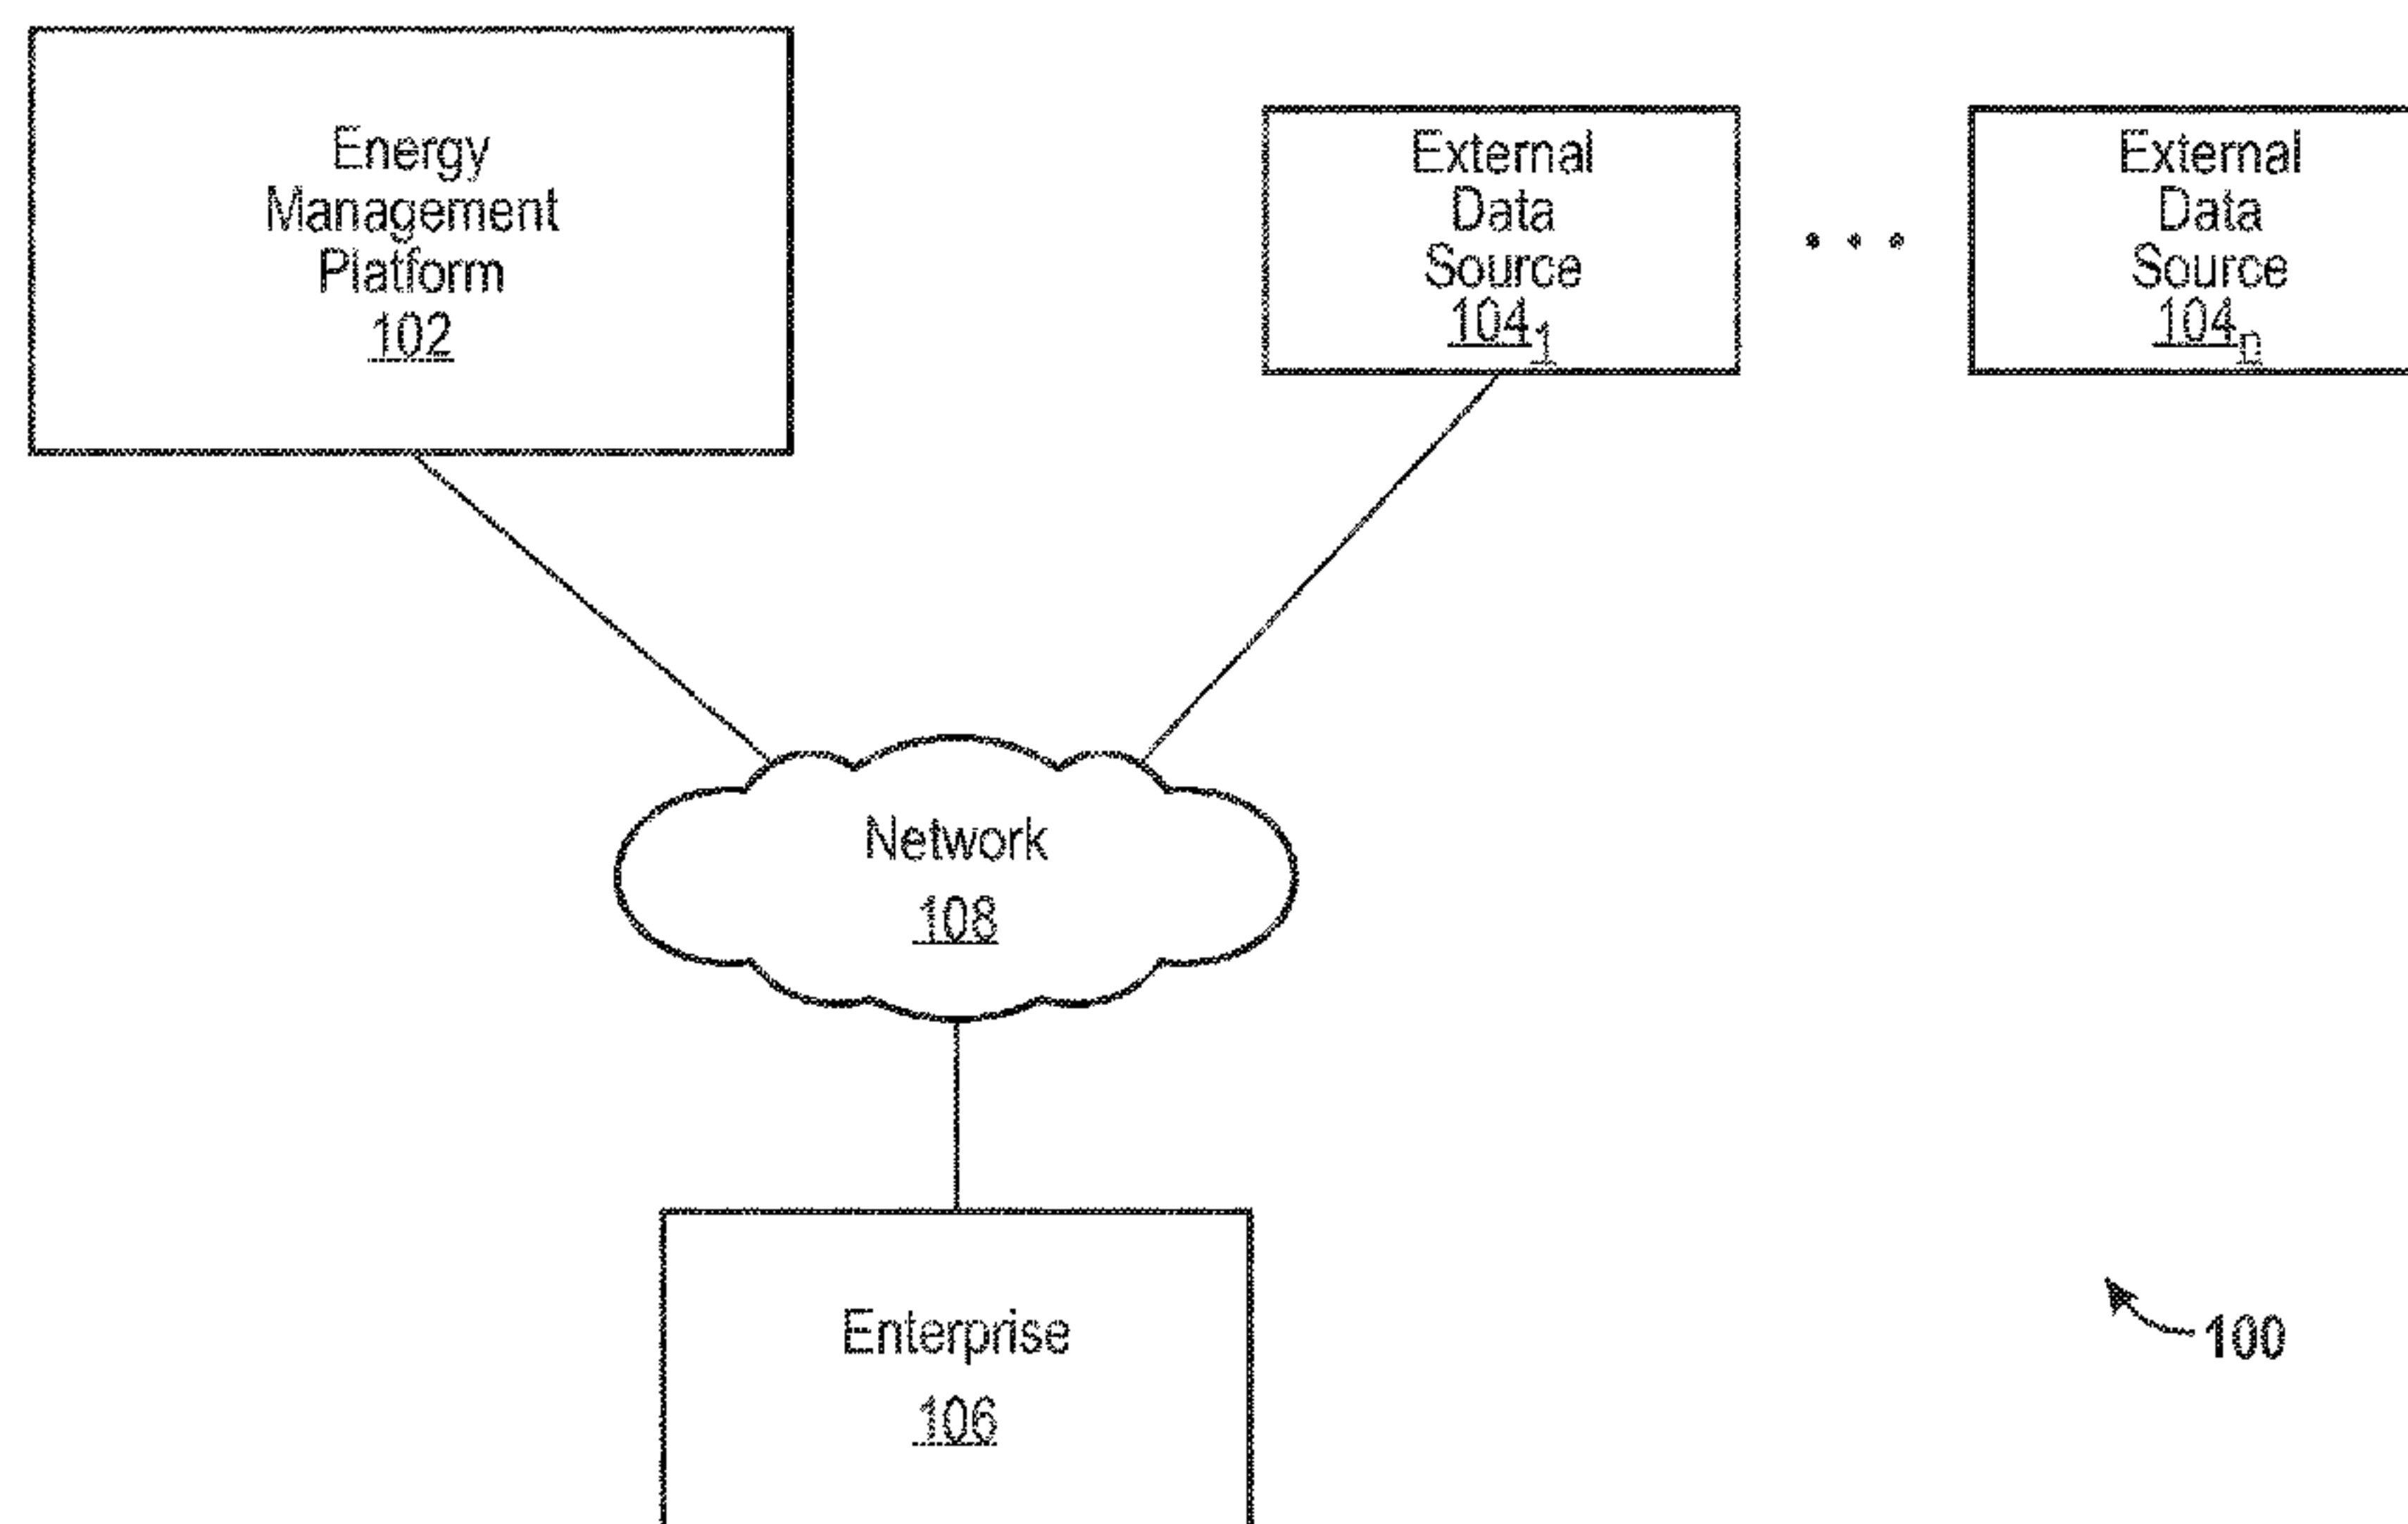 Energy
Management
Platform
102
External
Data
Source
104₁
External
Data
Source
104ₙ
Network
108
Enterprise
106
100